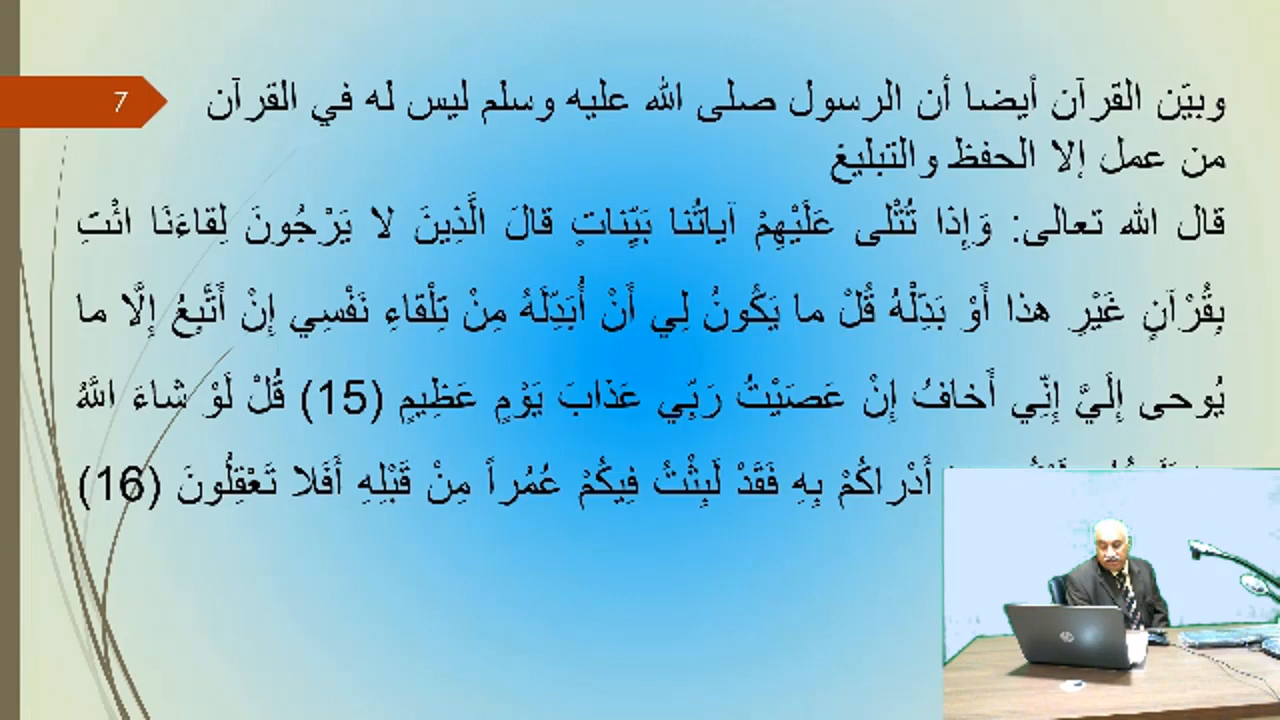 7
وبيّن القرآن أيضا أن الرسول صلى الله عليه وسلم ليس له في القرآن
من عمل إلا الحفظ والتبليغ
قال الله تعالى: وَإِذا تُتْلى عَلَيْهِمْ آياتُنا بَيِّناتٍ قالَ الَّذِينَ لا يَرْجُونَ لِقاءَنَا ائْتِ
بِقُرْآنٍ غَيْرِ هذا أَوْ بَدِّلْهُ قُلْ ما يَكُونُ لِي أَنْ أُبَدِّلَهُ مِنْ تِلْقاءِ نَفْسِي إِنْ أَتَّبِعُ إِلَّا ما
يُوحى إِلَيَّ إِنِّي أَخافُ إِنْ عَصَيْتُ رَبِّي عَذابَ يَوْمٍ عَظِيمٍ (15) قُلْ لَوْ شاءَ اللَّهُ
أَدْراكُمْ بِهِ فَقَدْ لَبِثْتُ فِيكُمْ عُمُراً مِنْ قَبْلِهِ أَفَلا تَعْقِلُونَ (16)